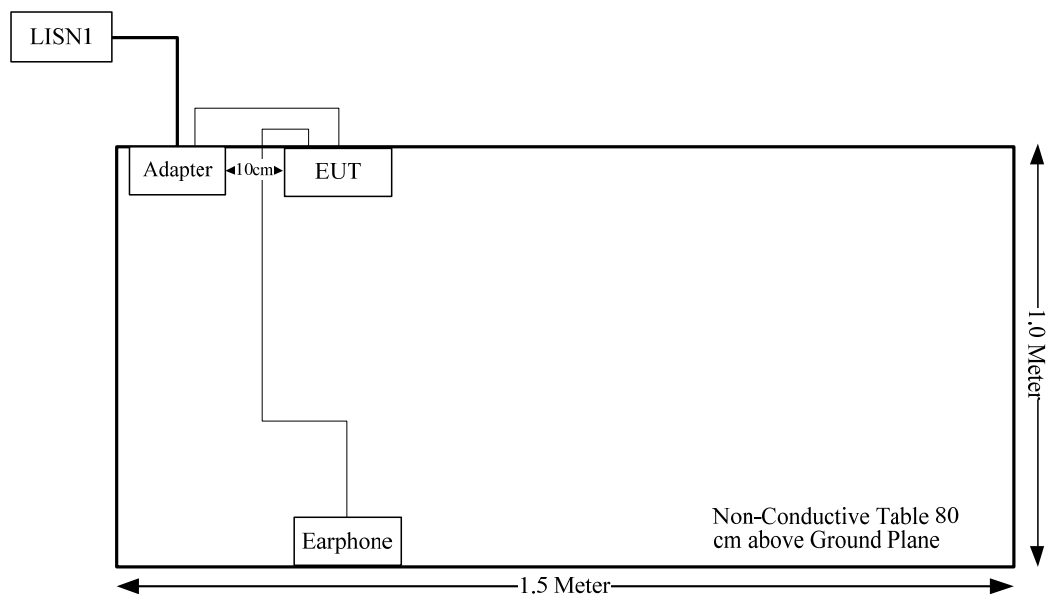 LISN1
Adapter
10cm
EUT
1.0 Meter
Earphone
Non-Conductive Table 80
cm above Ground Plane
1.5 Meter